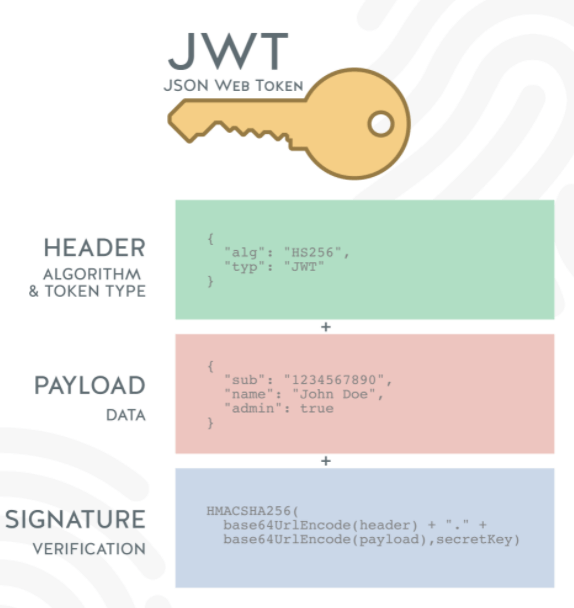 JWT
JSON Web Token
HEADER
ALGORITHM
& TOKEN TYPE
{
"alg": "HS256",
"typ": "JWT"
}
+
PAYLOAD
DATA
{
"sub": "1234567890",
"name": "John Doe",
"admin": true
}
+
SIGNATURE
VERIFICATION
HMACSHA256(
base64UrlEncode(header) + "." +
base64UrlEncode(payload),secretKey)